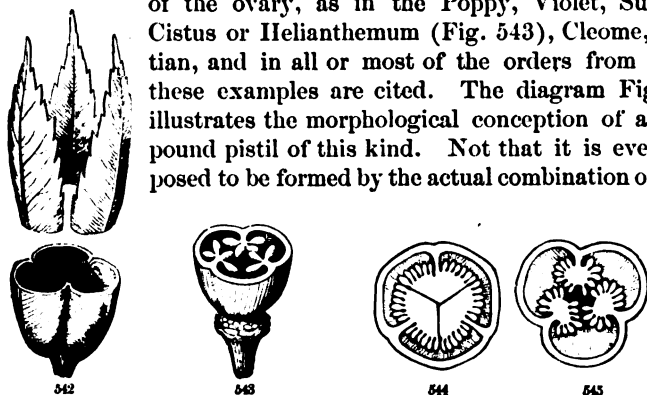 of the ovary, as in the Poppy, Violet, Su
Cistus or Helianthemum (Fig. 543), Cleome,
tian, and in all or most of the orders from
these examples are cited. The diagram Fig
illustrates the morphological conception of a
pound pistil of this kind. Not that it is eve
posed to be formed by the actual combination o
542 543 544 545